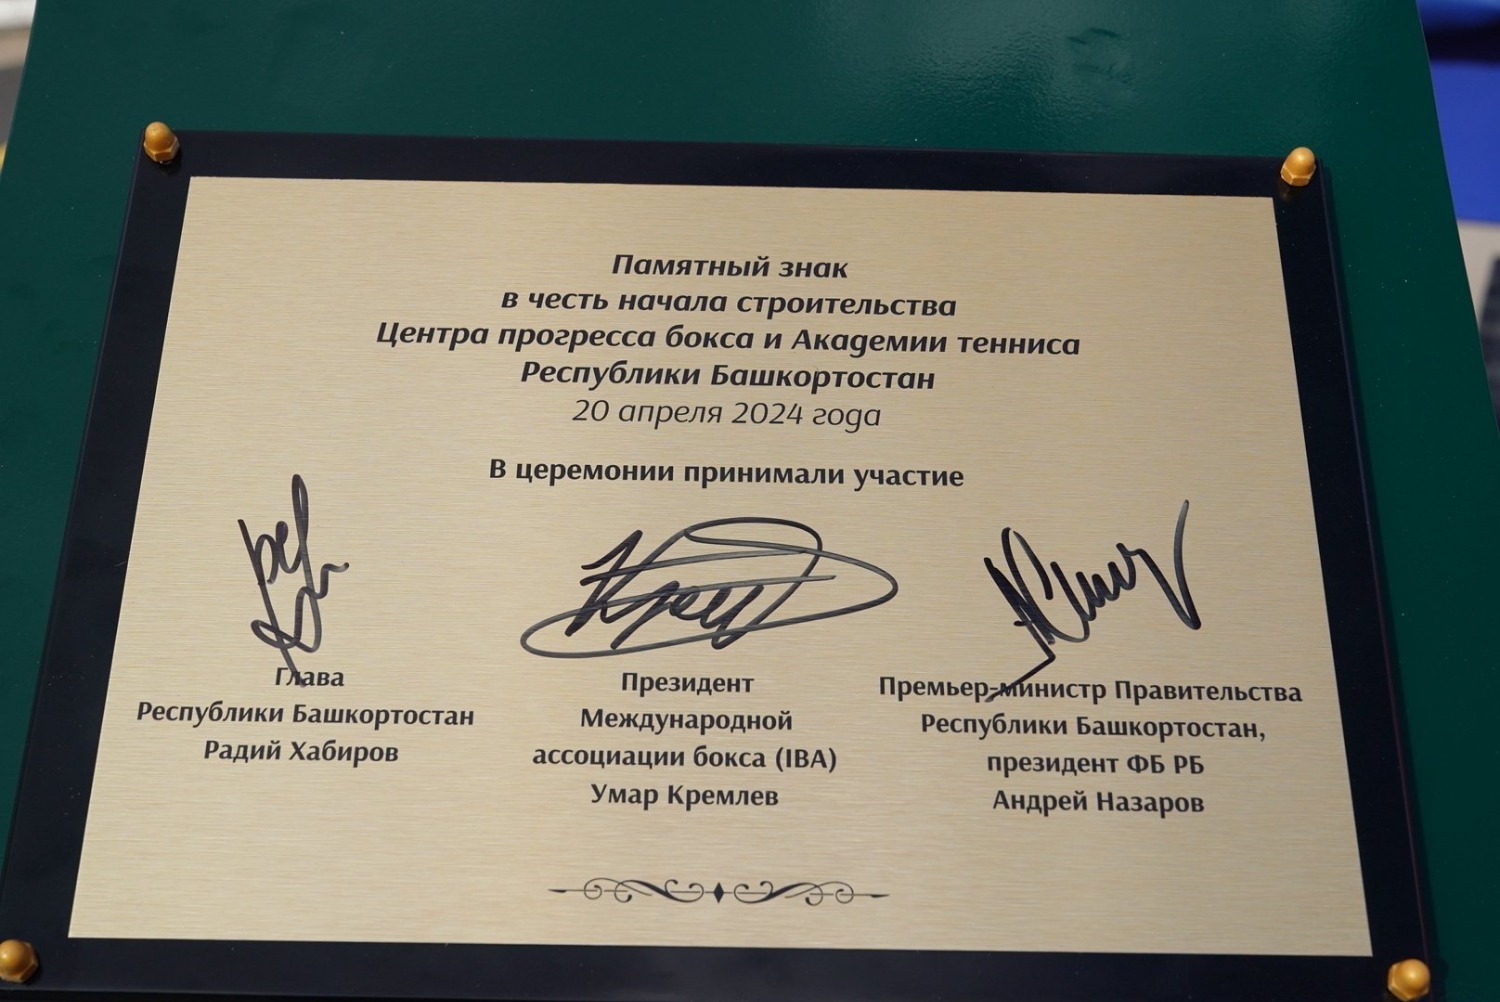 Памятный знак
в честь начала строительства
Центра прогресса бокса и Академии тенниса
Республики Башкортостан
20 апреля 2024 года
В церемонии принимали участие
Глава
Республики Башкортостан
Радий Хабиров
Президент
Международной
ассоциации бокса (IBA)
Умар Кремлев
Премьер-министр Правительства
Республики Башкортостан,
президент ФБ РБ
Андрей Назаров